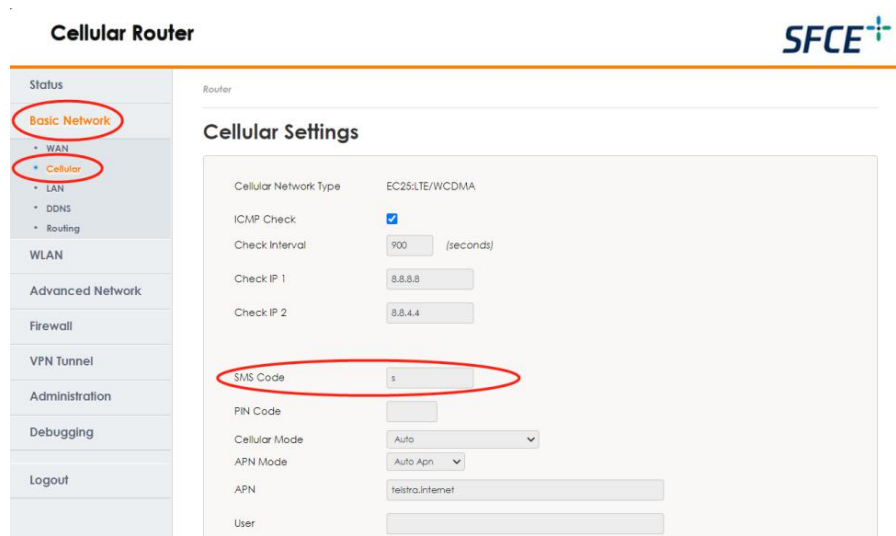 Cellular Router
SFCE
Status
Basic Network
WAN
Cellular
LAN
DDNS
Routing
WLAN
Advanced Network
Firewall
VPN Tunnel
Administration
Debugging
Logout
Router
Cellular Settings
Cellular Network Type EC25:LTE/WCDMA
ICMP Check
Check Interval 900 (seconds)
Check IP 1 8.8.8.8
Check IP 2 8.8.4.4
SMS Code s
PIN Code
Cellular Mode Auto
APN Mode Auto Apn
APN telstra.internet
User